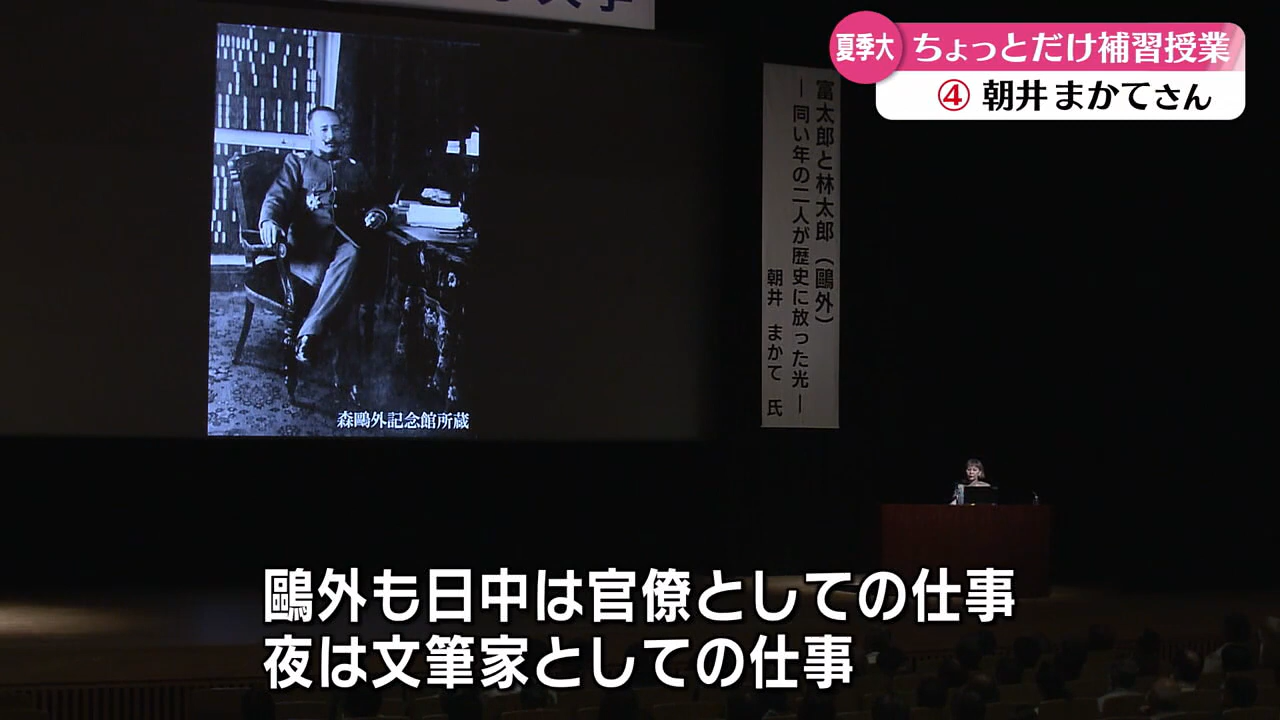 夏季大
ちょっとだけ補習授業
④ 朝井まかてさん
富太郎と林太郎（鷗外）
―同い年の二人が歴史に放った光―
朝井 まかて 氏
森鷗外記念館所蔵
鷗外も日中は官僚としての仕事
夜は文筆家としての仕事